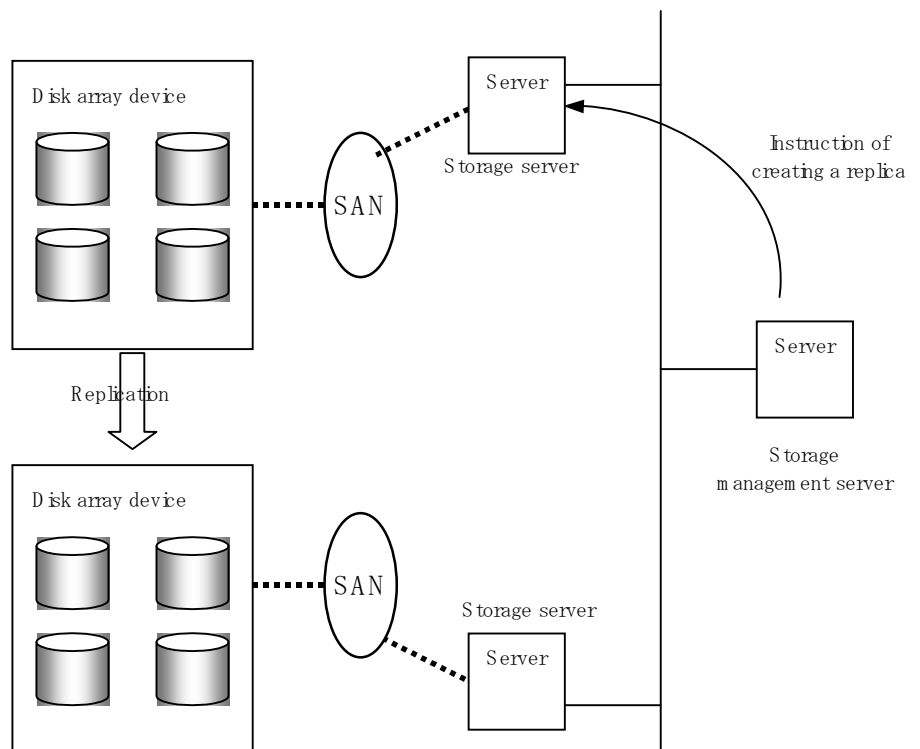 Disk array device
SAN
Server
Storage server
Instruction of
creating a replica
Server
Storage
management server
Replication
Disk array device
SAN
Storage server
Server